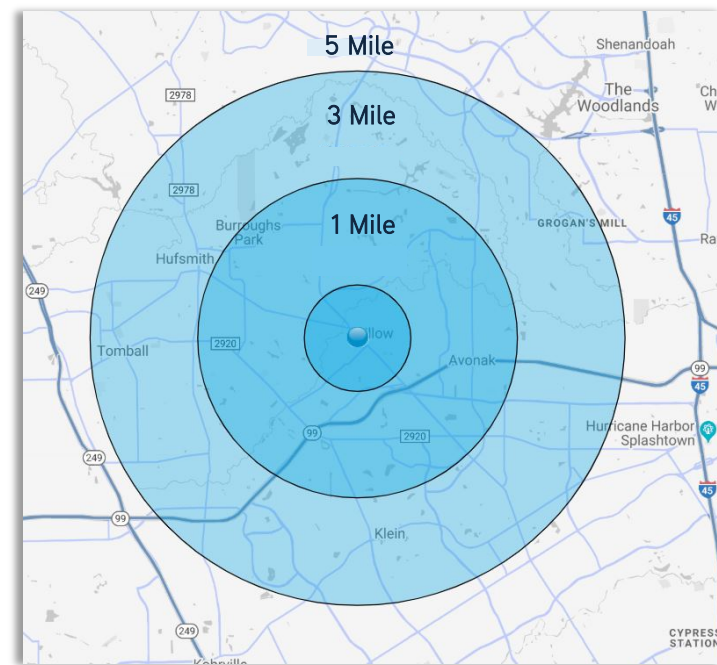 5 Mile
Shenandoah
The
Woodlands
2978
3 Mile
2978
1 Mile
45
Burroughs
Park
GROGAN'S MILL
Hufsmith
249
Tomball
2920
Avonak
99
45
99
2920
Hurricane Harbor
Splashtown
249
45
99
Klein
249
CYPRESS
STATION
Kohrville